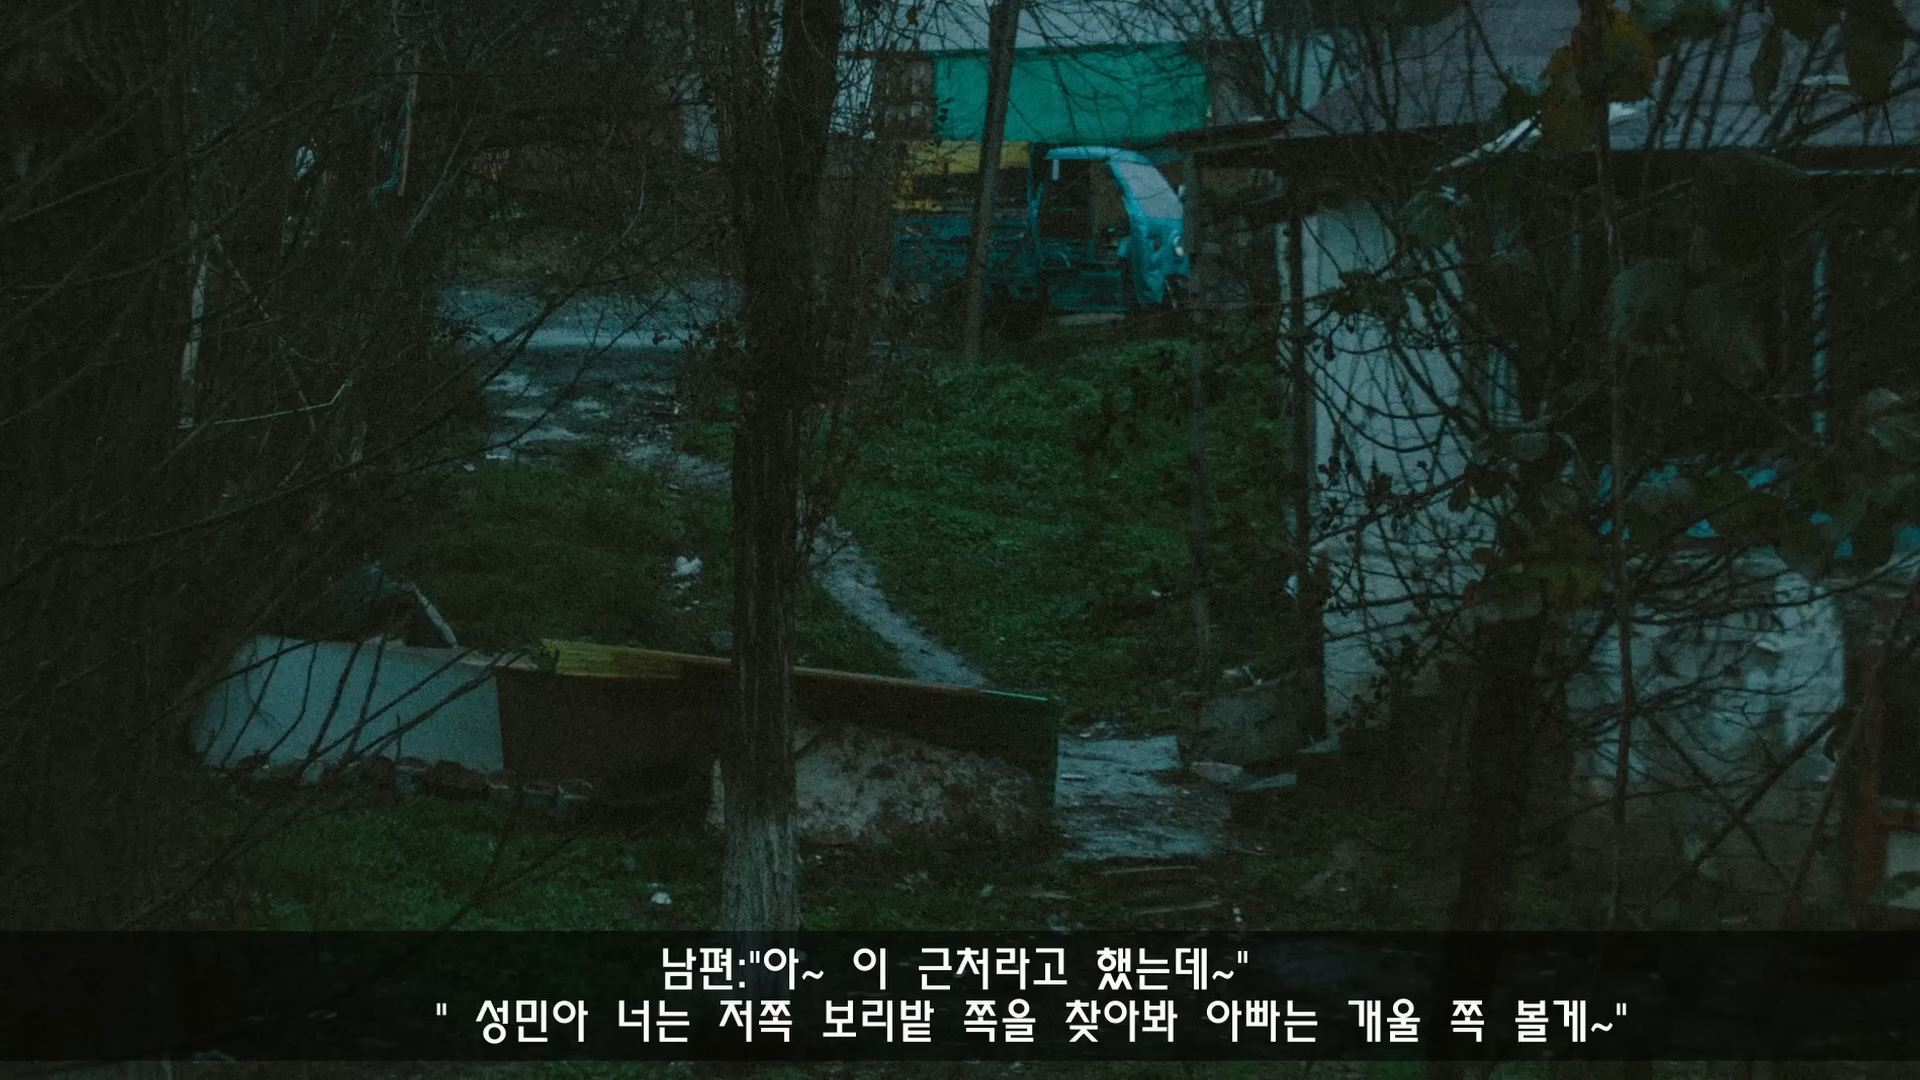 남편:"아~ 이 근처라고 했는데~"
" 성민아 너는 저쪽 보리밭 쪽을 찾아봐 아빠는 개울 쪽 볼게~"